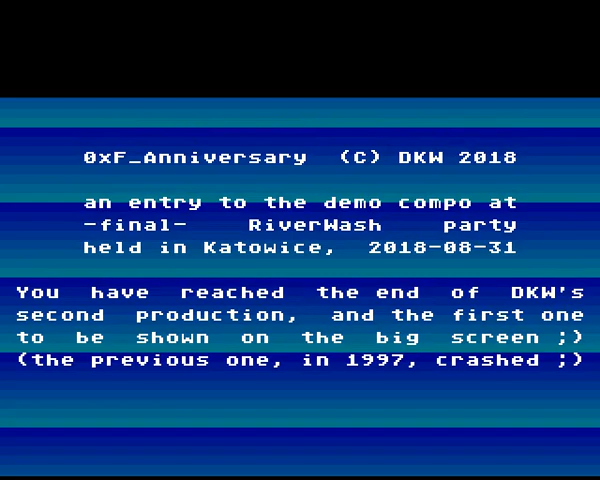 0xF_Anniversary (C) DKW 2018
an entry to the demo compo at
-final- RiverWash party
held in Katowice, 2018-08-31
You have reached the end of DKW's
second production, and the first one
to be shown on the big screen ;)
(the previous one, in 1997, crashed ;)